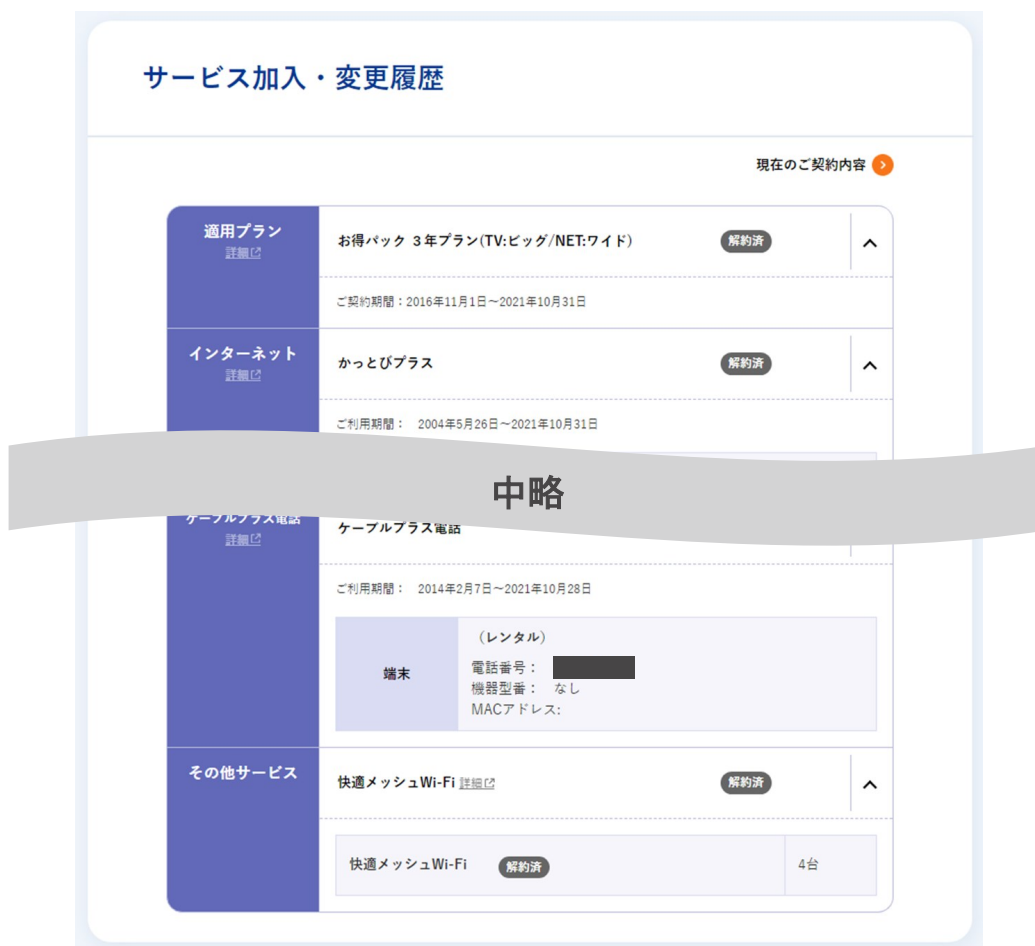 サービス加入・変更履歴
現在のご契約内容
適用プラン
詳細
お得パック 3年プラン(TV:ビッグ/NET:ワイド)
解約済
ご契約期間：2016年11月1日～2021年10月31日
インターネット
詳細
かっとびプラス
解約済
ご利用期間： 2004年5月26日～2021年10月31日
中略
ケーブルプラス電話
詳細
ケーブルプラス電話
ご利用期間： 2014年2月7日～2021年10月28日
端末
（レンタル）
電話番号：
機器型番： なし
MACアドレス:
その他サービス
快適メッシュWi-Fi 詳細
解約済
快適メッシュWi-Fi 解約済 4台